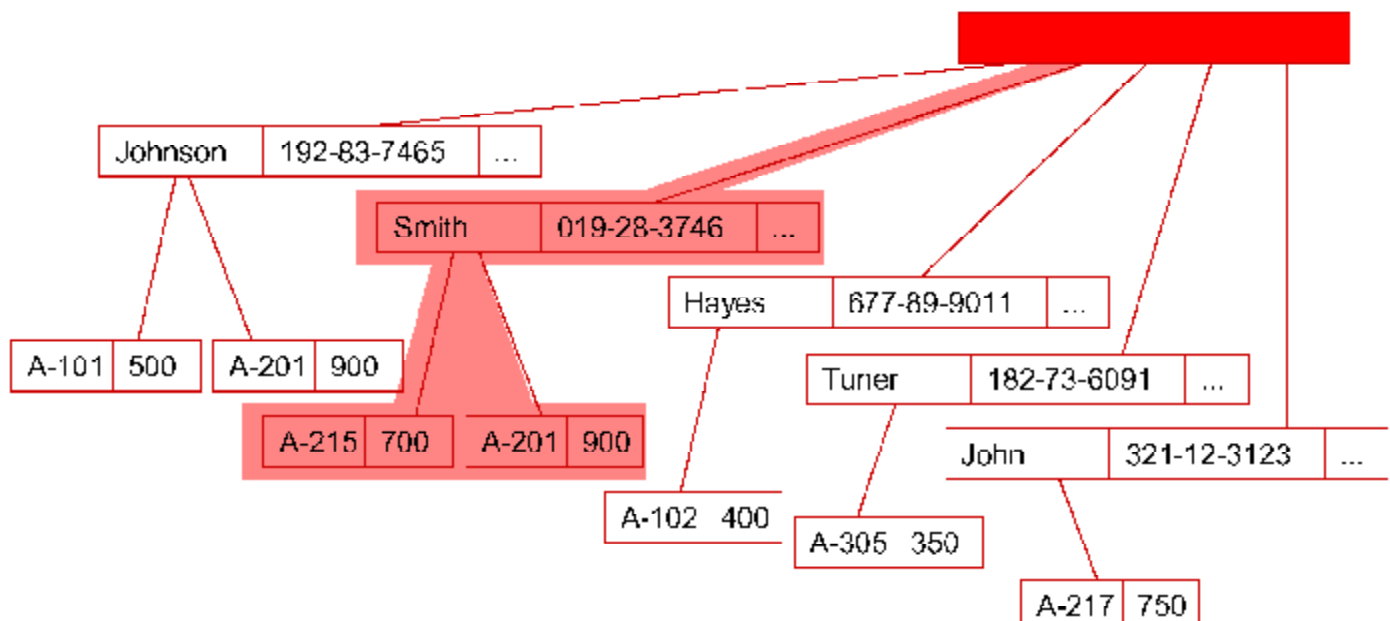 Johnson 192-83-7465 ...
Smith 019-28-3746 ...
Hayes 677-89-9011 ...
A-101 500 A-201 900
Turner 182-73-6091 ...
A-215 700 A-201 900
John 321-12-3123 ...
A-102 400
A-305 350
A-217 750